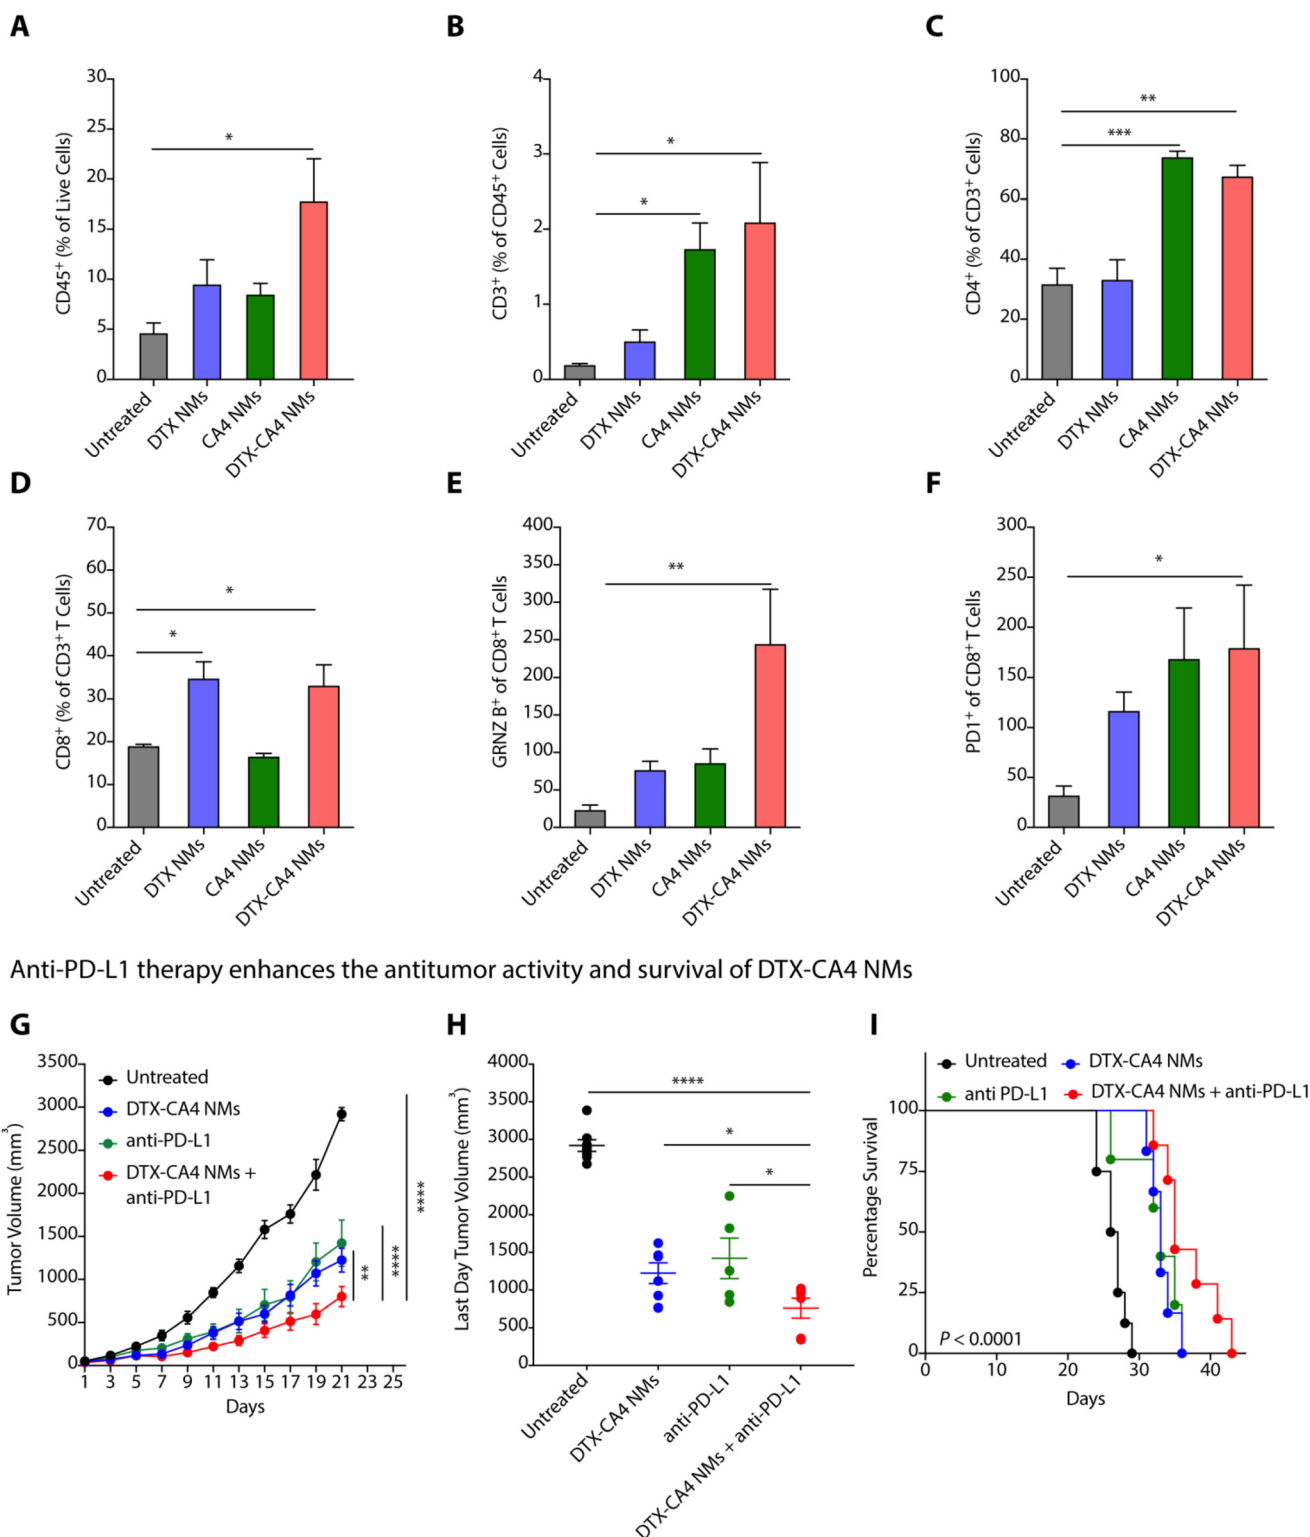 A
B
C
30
25
20
15
10
5
0
CD45+ (% of Live Cells)
*
Untreated
DTX NMs
CA4 NMs
DTX-CA4 NMs
4
3
2
1
0
CD3+ (% of CD45+ Cells)
*
*
Untreated
DTX NMs
CA4 NMs
DTX-CA4 NMs
100
80
60
40
20
0
CD4+ (% of CD3+ Cells)
**
***
Untreated
DTX NMs
CA4 NMs
DTX-CA4 NMs
D
E
F
70
60
50
40
30
20
10
0
CD8+ (% of CD3+ T Cells)
*
*
Untreated
DTX NMs
CA4 NMs
DTX-CA4 NMs
400
350
300
250
200
150
100
50
0
GRNZ B+ of CD8+ T Cells
**
Untreated
DTX NMs
CA4 NMs
DTX-CA4 NMs
300
250
200
150
100
50
0
PD1+ of CD8+ T Cells
*
Untreated
DTX NMs
CA4 NMs
DTX-CA4 NMs
Anti-PD-L1 therapy enhances the antitumor activity and survival of DTX-CA4 NMs
G
H
I
3500
3000
2500
2000
1500
1000
500
0
Tumor Volume (mm3)
Untreated
DTX-CA4 NMs
anti-PD-L1
DTX-CA4 NMs +
anti-PD-L1
**
****
****
1 3 5 7 9 11 13 15 17 19 21 23 25
Days
4000
3500
3000
2500
2000
1500
1000
500
0
Last Day Tumor Volume (mm3)
****
*
*
Untreated
DTX-CA4 NMs
anti-PD-L1
DTX-CA4 NMs + anti-PD-L1
Untreated
DTX-CA4 NMs
anti PD-L1
DTX-CA4 NMs + anti-PD-L1
100
75
50
25
0
Percentage Survival
P < 0.0001
0 10 20 30 40
Days